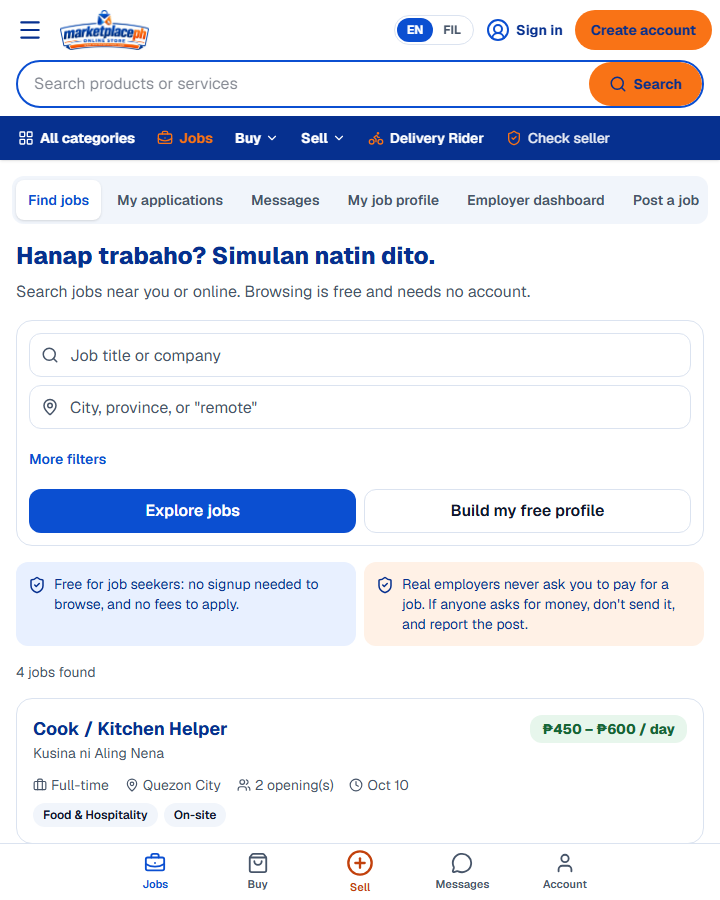 marketplaceph
ONLINE STORE
EN
FIL
Sign in
Create account
Search products or services
Search
All categories
Jobs
Buy
Sell
Delivery Rider
Check seller
Find jobs
My applications
Messages
My job profile
Employer dashboard
Post a job
Hanap trabaho? Simulan natin dito.
Search jobs near you or online. Browsing is free and needs no account.
Job title or company
City, province, or "remote"
More filters
Explore jobs
Build my free profile
Free for job seekers: no signup needed to
browse, and no fees to apply.
Real employers never ask you to pay for a
job. If anyone asks for money, don't send it,
and report the post.
4 jobs found
Cook / Kitchen Helper
₱450 – ₱600 / day
Kusina ni Aling Nena
Full-time
Quezon City
2 opening(s)
Oct 10
Food & Hospitality
On-site
Jobs
Buy
Sell
Messages
Account